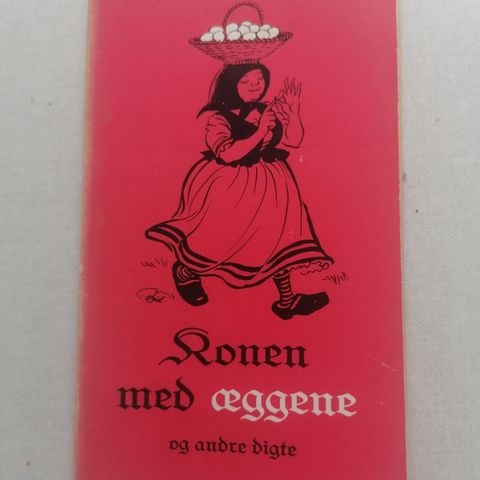 Konen
med æggene
og andre digte